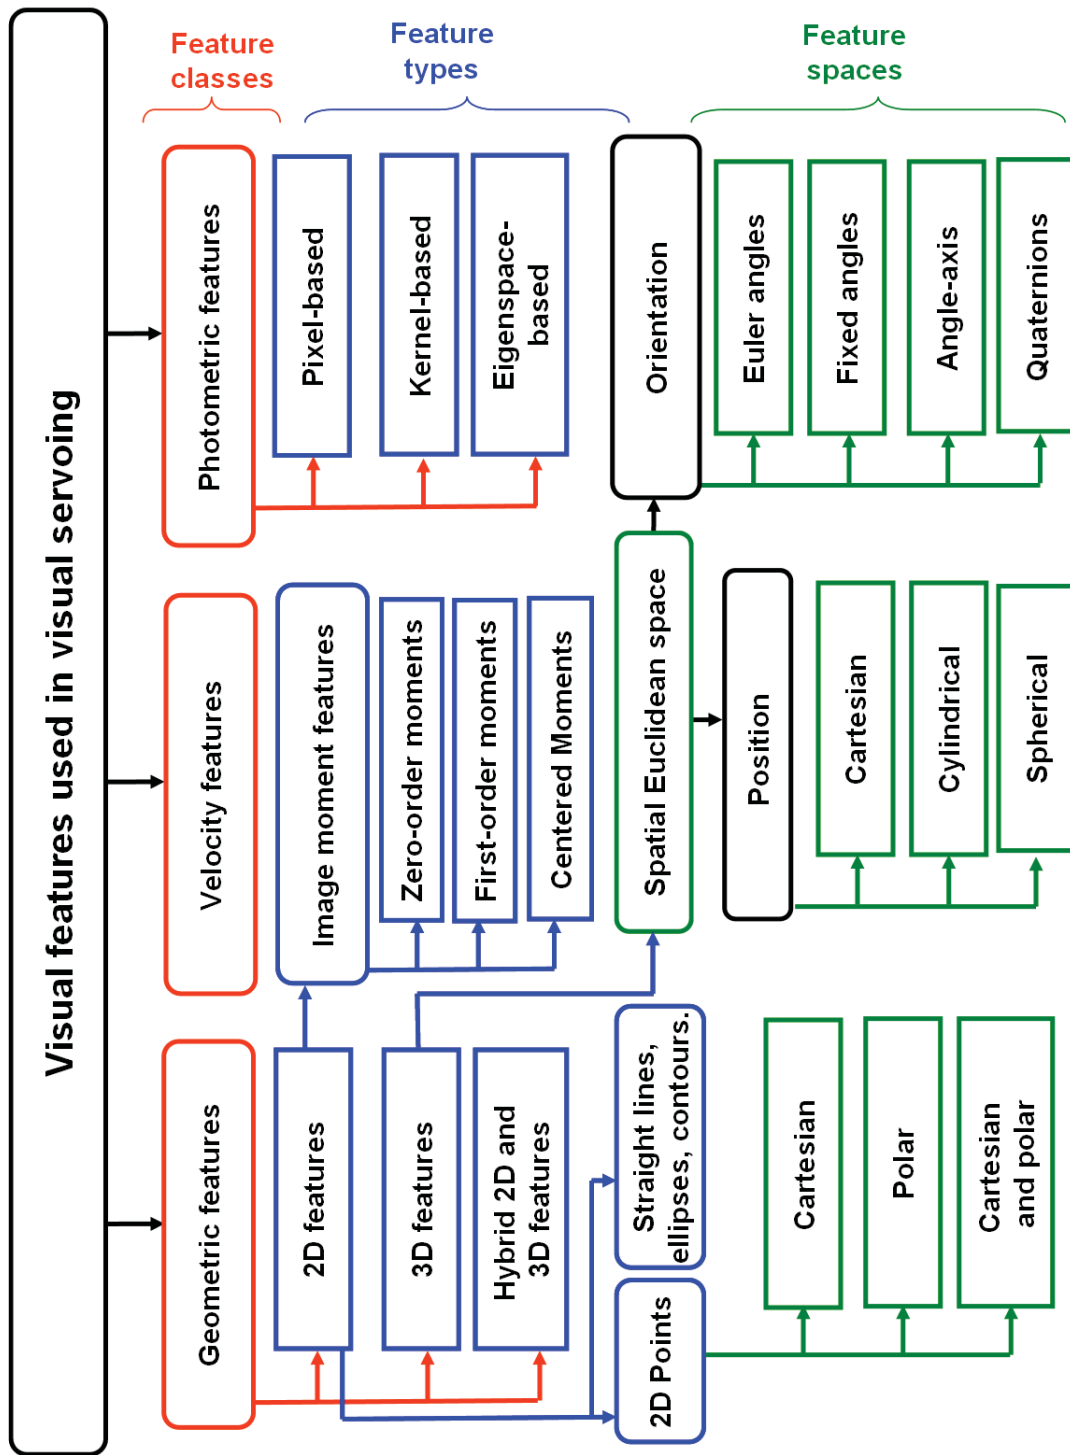 Visual features used in visual servoing
Feature
classes
Feature
types
Feature
spaces
Geometric features
Velocity features
Photometric features
2D features
3D features
Hybrid 2D and
3D features
Image moment features
Zero-order moments
First-order moments
Centered Moments
Pixel-based
Kernel-based
Eigenspace-
based
2D Points
Straight lines,
ellipses, contours.
Spatial Euclidean space
Orientation
Position
Cartesian
Polar
Cartesian
and polar
Cartesian
Cylindrical
Spherical
Euler angles
Fixed angles
Angle-axis
Quaternions